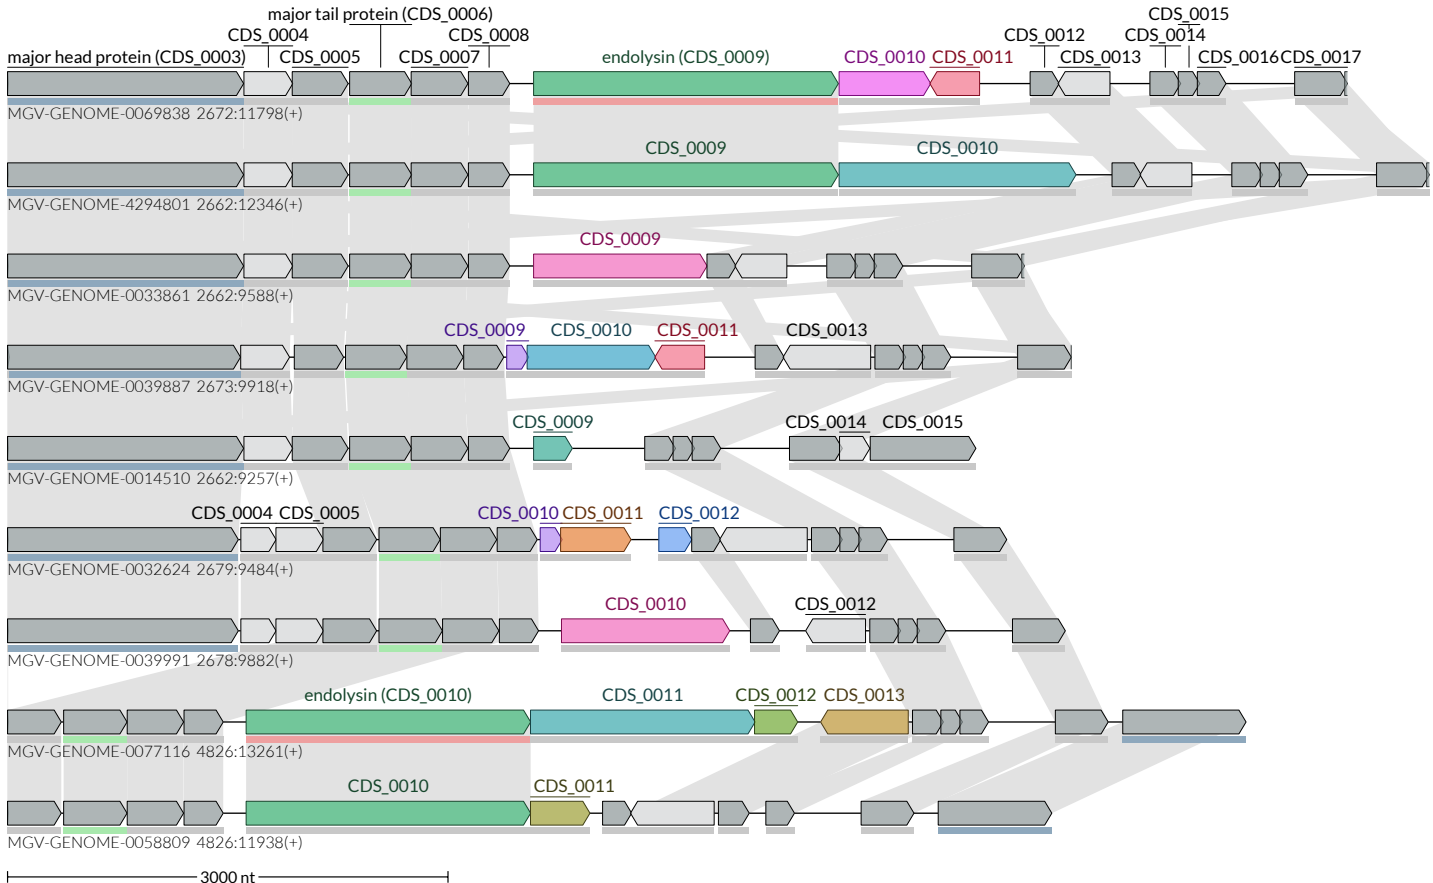 major tail protein (CDS_0006)
CDS_0015
CDS_0004 CDS_0008 CDS_0012 CDS_0014
major head protein (CDS_0003) CDS_0005 CDS_0007 endolysin (CDS_0009) CDS_0010 CDS_0011 CDS_0013 CDS_0016 CDS_0017
MGV-GENOME-0069838 2672:11798(+)
CDS_0009 CDS_0010
MGV-GENOME-4294801 2662:12346(+)
CDS_0009
MGV-GENOME-0033861 2662:9588(+)
CDS_0009 CDS_0010 CDS_0011 CDS_0013
MGV-GENOME-0039887 2673:9918(+)
CDS_0009 CDS_0014 CDS_0015
MGV-GENOME-0014510 2662:9257(+)
CDS_0004 CDS_0005 CDS_0010 CDS_0011 CDS_0012
MGV-GENOME-0032624 2679:9484(+)
CDS_0010 CDS_0012
MGV-GENOME-0039991 2678:9882(+)
endolysin (CDS_0010) CDS_0011 CDS_0012 CDS_0013
MGV-GENOME-0077116 4826:13261(+)
CDS_0010 CDS_0011
MGV-GENOME-0058809 4826:11938(+)
3000 nt